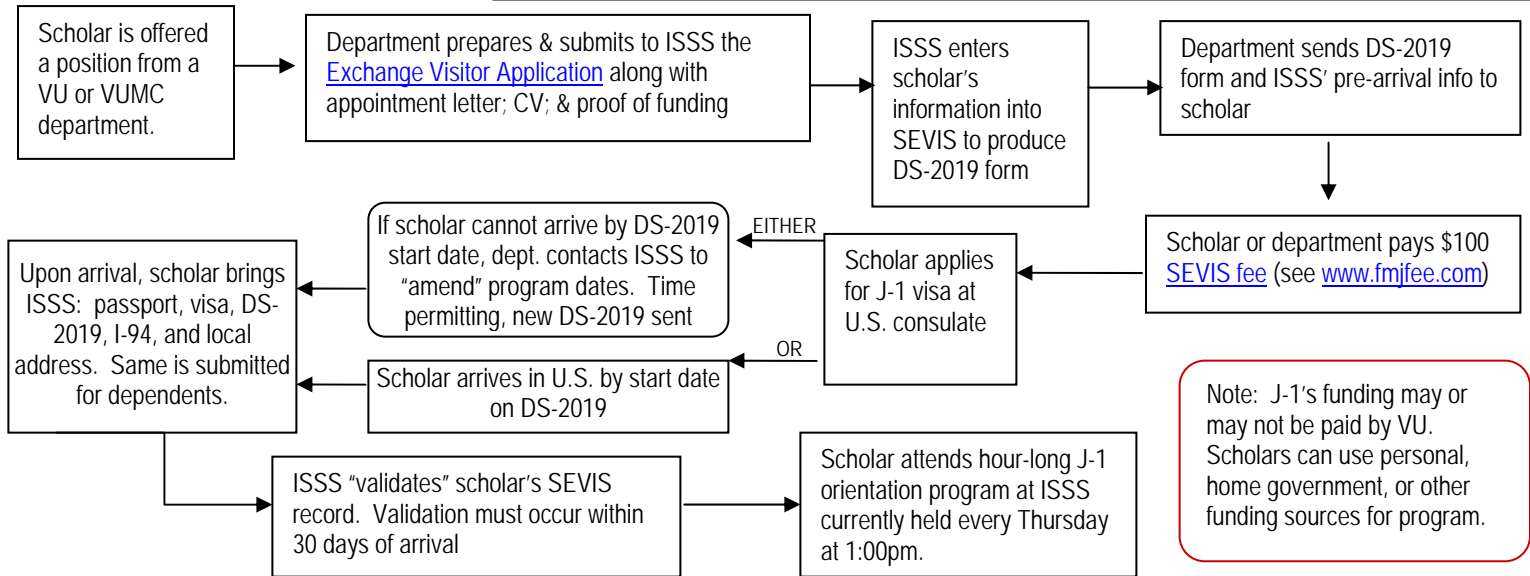 Scholar is offered
a position from a
VU or VUMC
department.
Department prepares & submits to ISSS the
Exchange Visitor Application along with
appointment letter; CV; & proof of funding
ISSS enters
scholar's
information into
SEVIS to produce
DS-2019 form
Department sends DS-2019
form and ISSS' pre-arrival info to
scholar
Scholar or department pays $100
SEVIS fee (see www.fmjfee.com)
Scholar applies
for J-1 visa at
U.S. consulate
EITHER
If scholar cannot arrive by DS-2019
start date, dept. contacts ISSS to
"amend" program dates. Time
permitting, new DS-2019 sent
OR
Scholar arrives in U.S. by start date
on DS-2019
Upon arrival, scholar brings
ISSS: passport, visa, DS-
2019, I-94, and local
address. Same is submitted
for dependents.
ISSS "validates" scholar's SEVIS
record. Validation must occur within
30 days of arrival
Scholar attends hour-long J-1
orientation program at ISSS
currently held every Thursday
at 1:00pm.
Note: J-1's funding may or
may not be paid by VU.
Scholars can use personal,
home government, or other
funding sources for program.